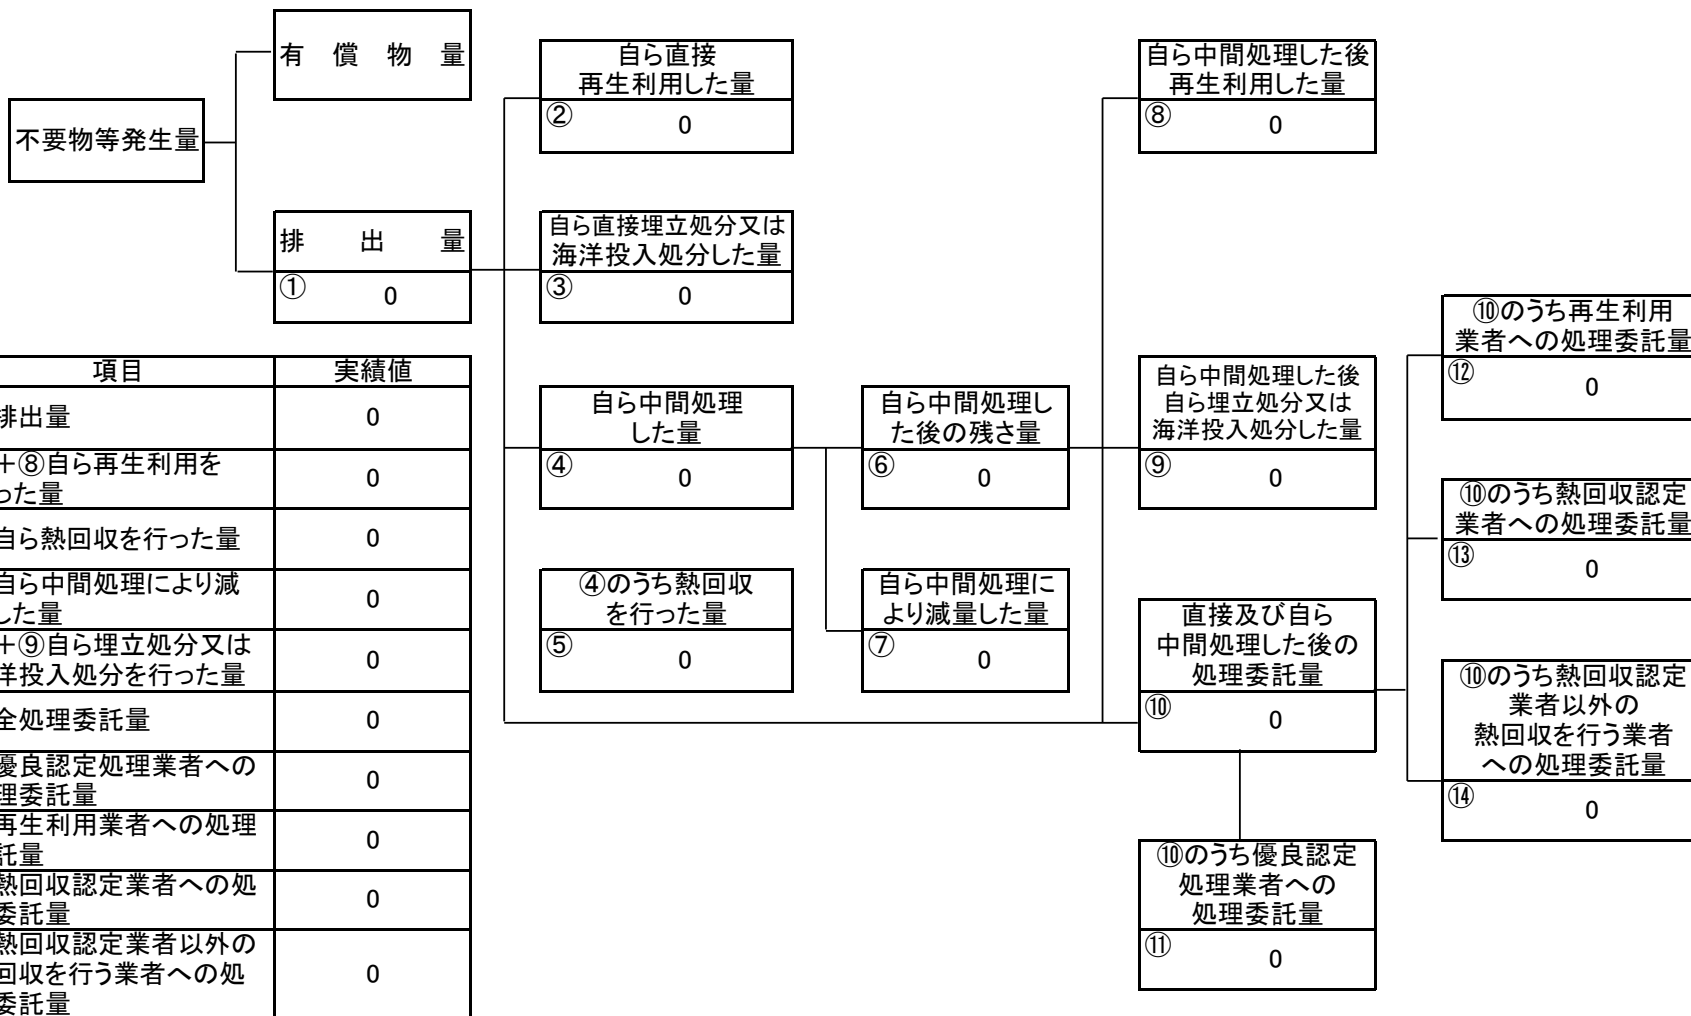 有償物量
不要物等発生量
排出量
①
0
自ら直接
再生利用した量
②
0
自ら直接埋立処分又は
海洋投入処分した量
③
0
自ら中間処理
した量
④
0
④のうち熱回収
を行った量
⑤
0
自ら中間処理し
た後の残さ量
⑥
0
自ら中間処理に
より減量した量
⑦
0
自ら中間処理した後
再生利用した量
⑧
0
自ら中間処理した後
自ら埋立処分又は
海洋投入処分した量
⑨
0
直接及び自ら
中間処理した後の
処理委託量
⑩
0
⑩のうち優良認定
処理業者への
処理委託量
⑪
0
⑩のうち再生利用
業者への処理委託量
⑫
0
⑩のうち熱回収認定
業者への処理委託量
⑬
0
⑩のうち熱回収認定
業者以外の
熱回収を行う業者
への処理委託量
⑭
0
項目 実績値
排出量 0
+⑧自ら再生利用を
った量
0
自ら熱回収を行った量 0
自ら中間処理により減
した量
0
+⑨自ら埋立処分又は
洋投入処分を行った量
0
全処理委託量 0
優良認定処理業者への
理委託量
0
再生利用業者への処理
託量
0
熱回収認定業者への処
委託量
0
熱回収認定業者以外の
回収を行う業者への処
委託量
0